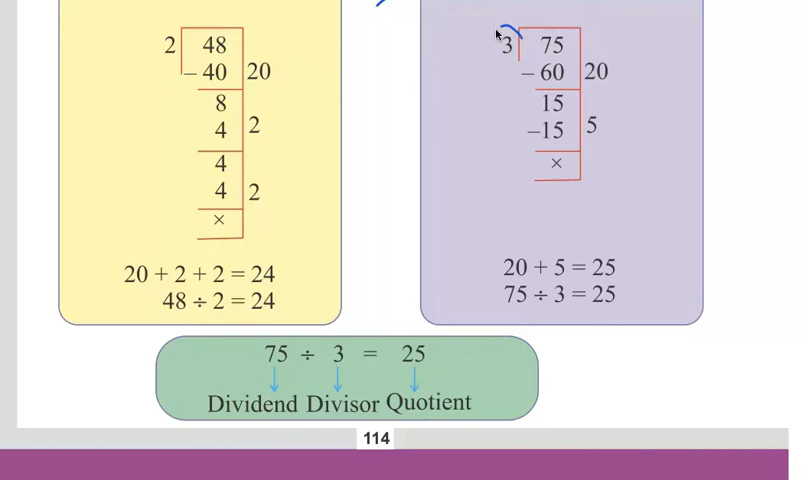 2 48
– 40 20
8
4 2
4
4 2
×
20 + 2 + 2 = 24
48 ÷ 2 = 24
3 75
– 60 20
15
–15 5
×
20 + 5 = 25
75 ÷ 3 = 25
75 ÷ 3 = 25
Dividend Divisor Quotient
114